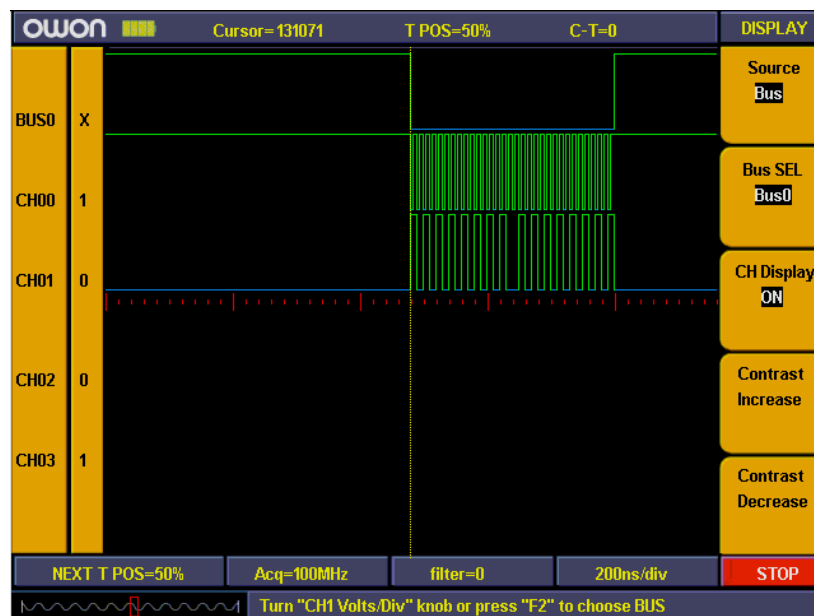 owon Cursor=131071 T POS=50% C-T=0 DISPLAY
Source
Bus
BUS0 X
Bus SEL
Bus0
CH00 1
CH01 0
CH Display
ON
CH02 0
Contrast
Increase
CH03 1
Contrast
Decrease
NEXT T POS=50% Acq=100MHz filter=0 200ns/div STOP
Turn "CH1 Volts/Div" knob or press "F2" to choose BUS